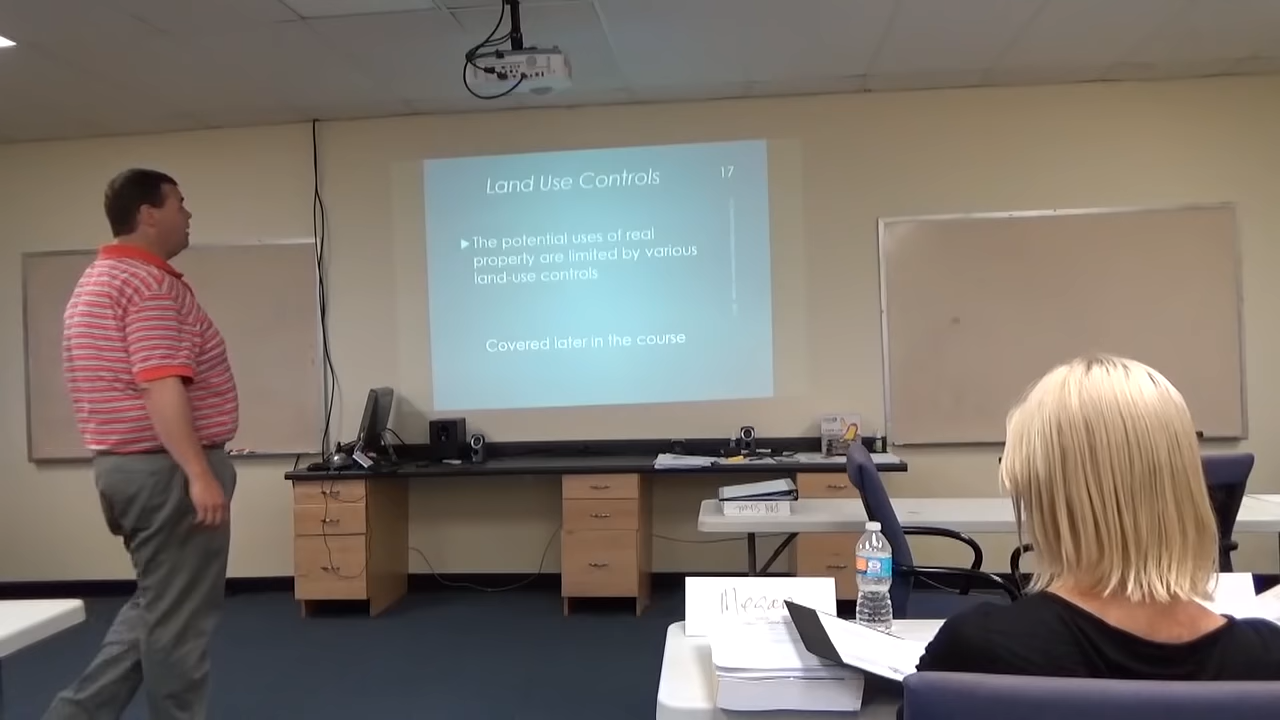 Land Use Controls
17
▶The potential uses of real
property are limited by various
land-use controls
Covered later in the course